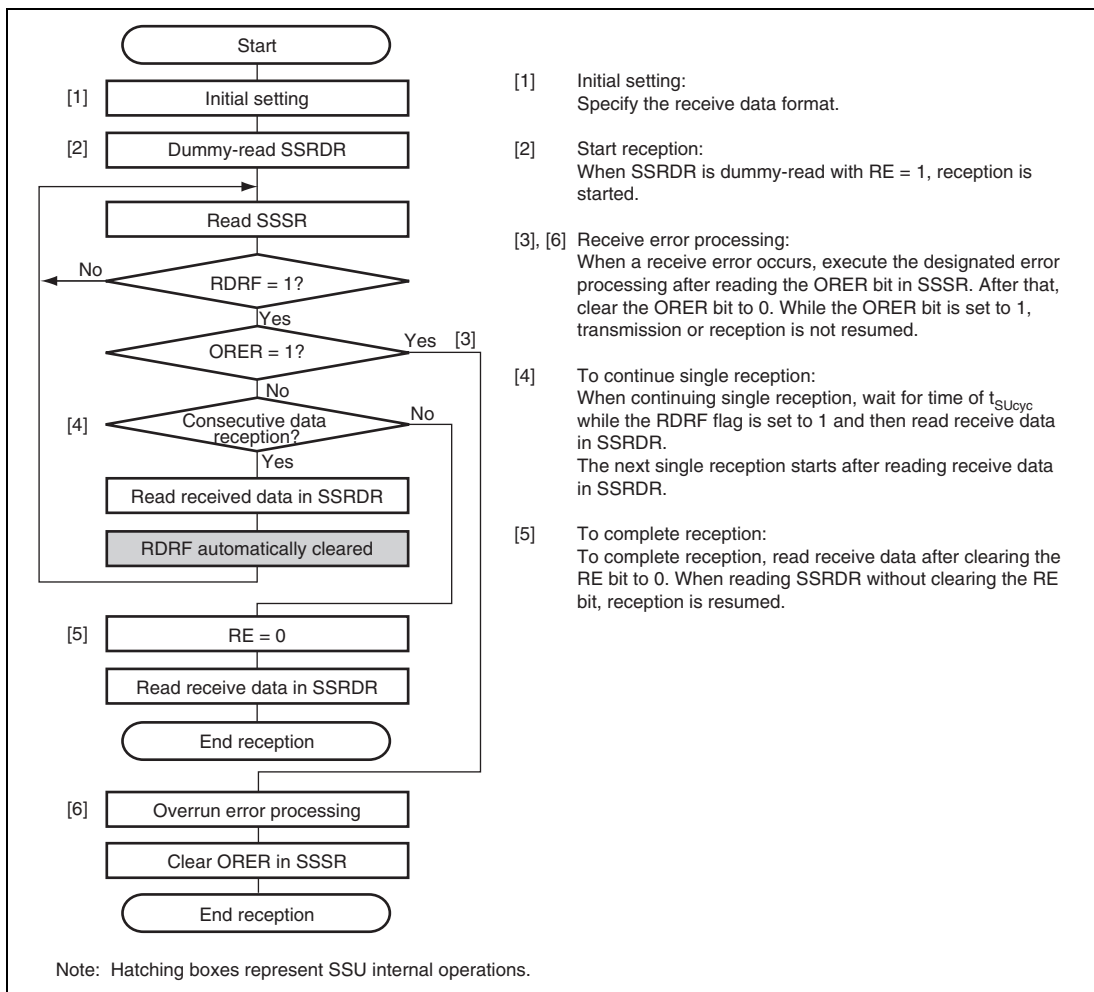 Start
[1] Initial setting
[2] Dummy-read SSRDR
Read SSSR
No
RDRF = 1?
Yes
ORER = 1?
Yes [3]
No
[4] Consecutive data
reception?
No
Yes
Read received data in SSRDR
RDRF automatically cleared
[5] RE = 0
Read receive data in SSRDR
End reception
[6] Overrun error processing
Clear ORER in SSSR
End reception
[1] Initial setting:
Specify the receive data format.
[2] Start reception:
When SSRDR is dummy-read with RE = 1, reception is
started.
[3], [6] Receive error processing:
When a receive error occurs, execute the designated error
processing after reading the ORER bit in SSSR. After that,
clear the ORER bit to 0. While the ORER bit is set to 1,
transmission or reception is not resumed.
[4] To continue single reception:
When continuing single reception, wait for time of tSUcyc
while the RDRF flag is set to 1 and then read receive data
in SSRDR.
The next single reception starts after reading receive data
in SSRDR.
[5] To complete reception:
To complete reception, read receive data after clearing the
RE bit to 0. When reading SSRDR without clearing the RE
bit, reception is resumed.
Note: Hatching boxes represent SSU internal operations.